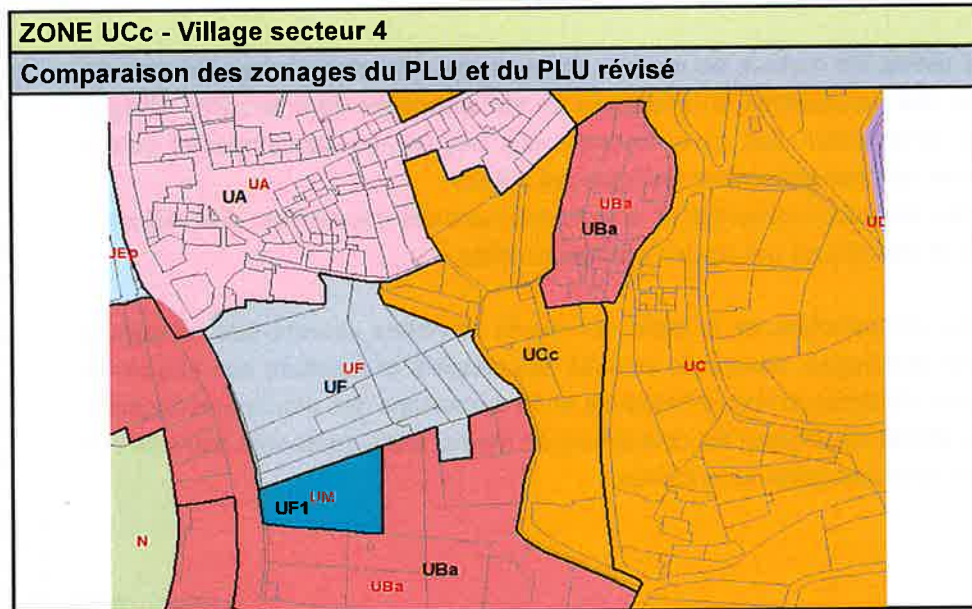 ZONE UCc - Village secteur 4
Comparaison des zonages du PLU et du PLU révisé
UA
UA
UBa
UBa
UEp
UD
UF
UF
UCc
UC
UM
UF1
N
UBa
UBa